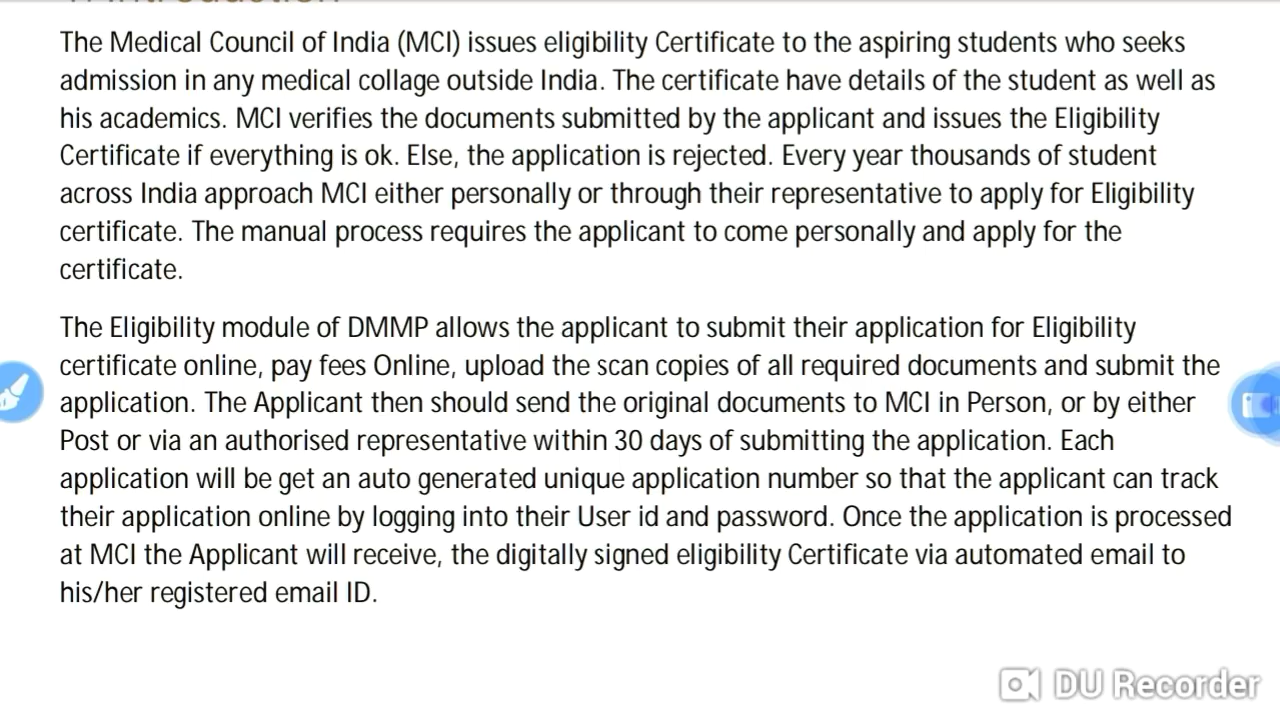 The Medical Council of India (MCI) issues eligibility Certificate to the aspiring students who seeks
admission in any medical collage outside India. The certificate have details of the student as well as
his academics. MCI verifies the documents submitted by the applicant and issues the Eligibility
Certificate if everything is ok. Else, the application is rejected. Every year thousands of student
across India approach MCI either personally or through their representative to apply for Eligibility
certificate. The manual process requires the applicant to come personally and apply for the
certificate.
The Eligibility module of DMMP allows the applicant to submit their application for Eligibility
certificate online, pay fees Online, upload the scan copies of all required documents and submit the
application. The Applicant then should send the original documents to MCI in Person, or by either
Post or via an authorised representative within 30 days of submitting the application. Each
application will be get an auto generated unique application number so that the applicant can track
their application online by logging into their User id and password. Once the application is processed
at MCI the Applicant will receive, the digitally signed eligibility Certificate via automated email to
his/her registered email ID.
DU Recorder